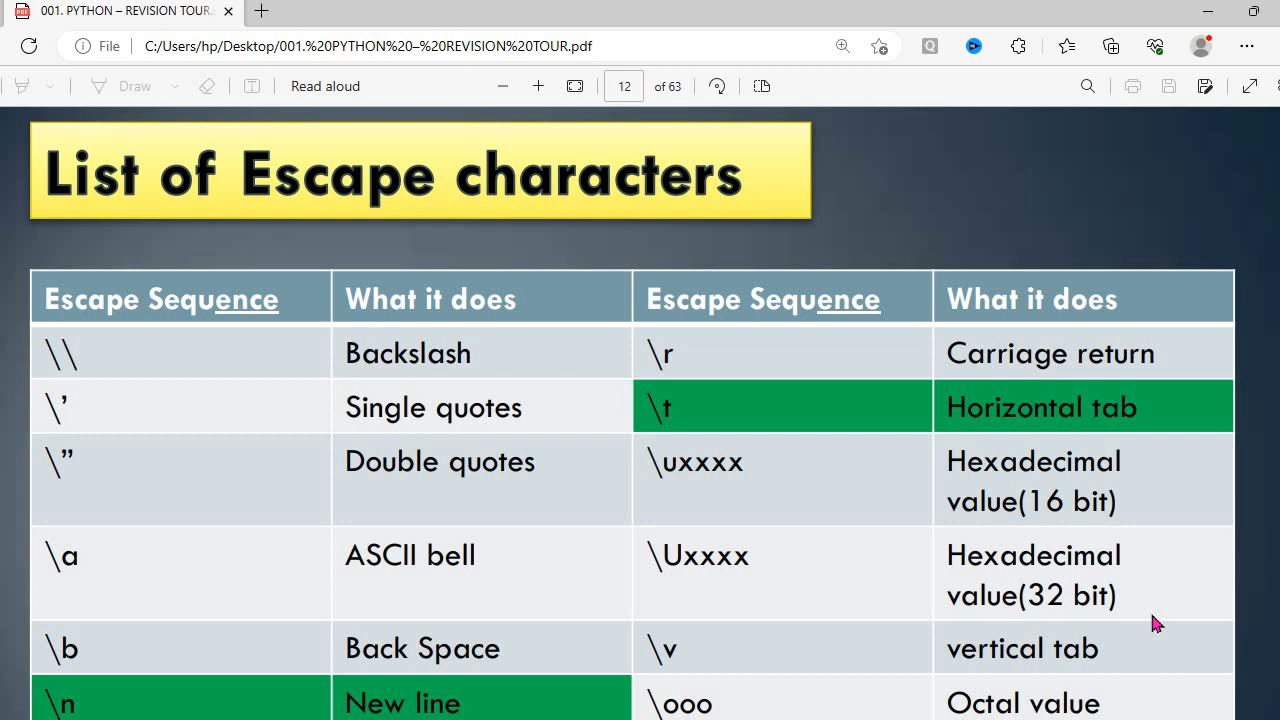 001. PYTHON – REVISION TOUR.
File
C:/Users/hp/Desktop/001.%20PYTHON%20–%20REVISION%20TOUR.pdf
Draw
Read aloud
12
of 63
List of Escape characters
Escape Sequence What it does Escape Sequence What it does
\\ Backslash \r Carriage return
\’ Single quotes \t Horizontal tab
\” Double quotes \uxxxx Hexadecimal
value(16 bit)
\a ASCII bell \Uxxxx Hexadecimal
value(32 bit)
\b Back Space \v vertical tab
\n New line \ooo Octal value